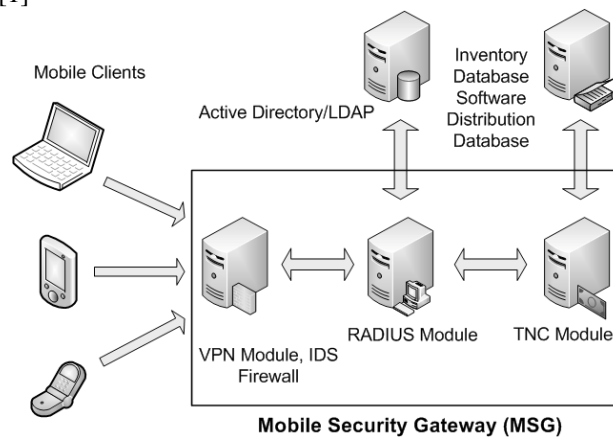 [1]
Mobile Clients
Active Directory/LDAP
Inventory
Database
Software
Distribution
Database
VPN Module, IDS
Firewall
RADIUS Module
TNC Module
Mobile Security Gateway (MSG)